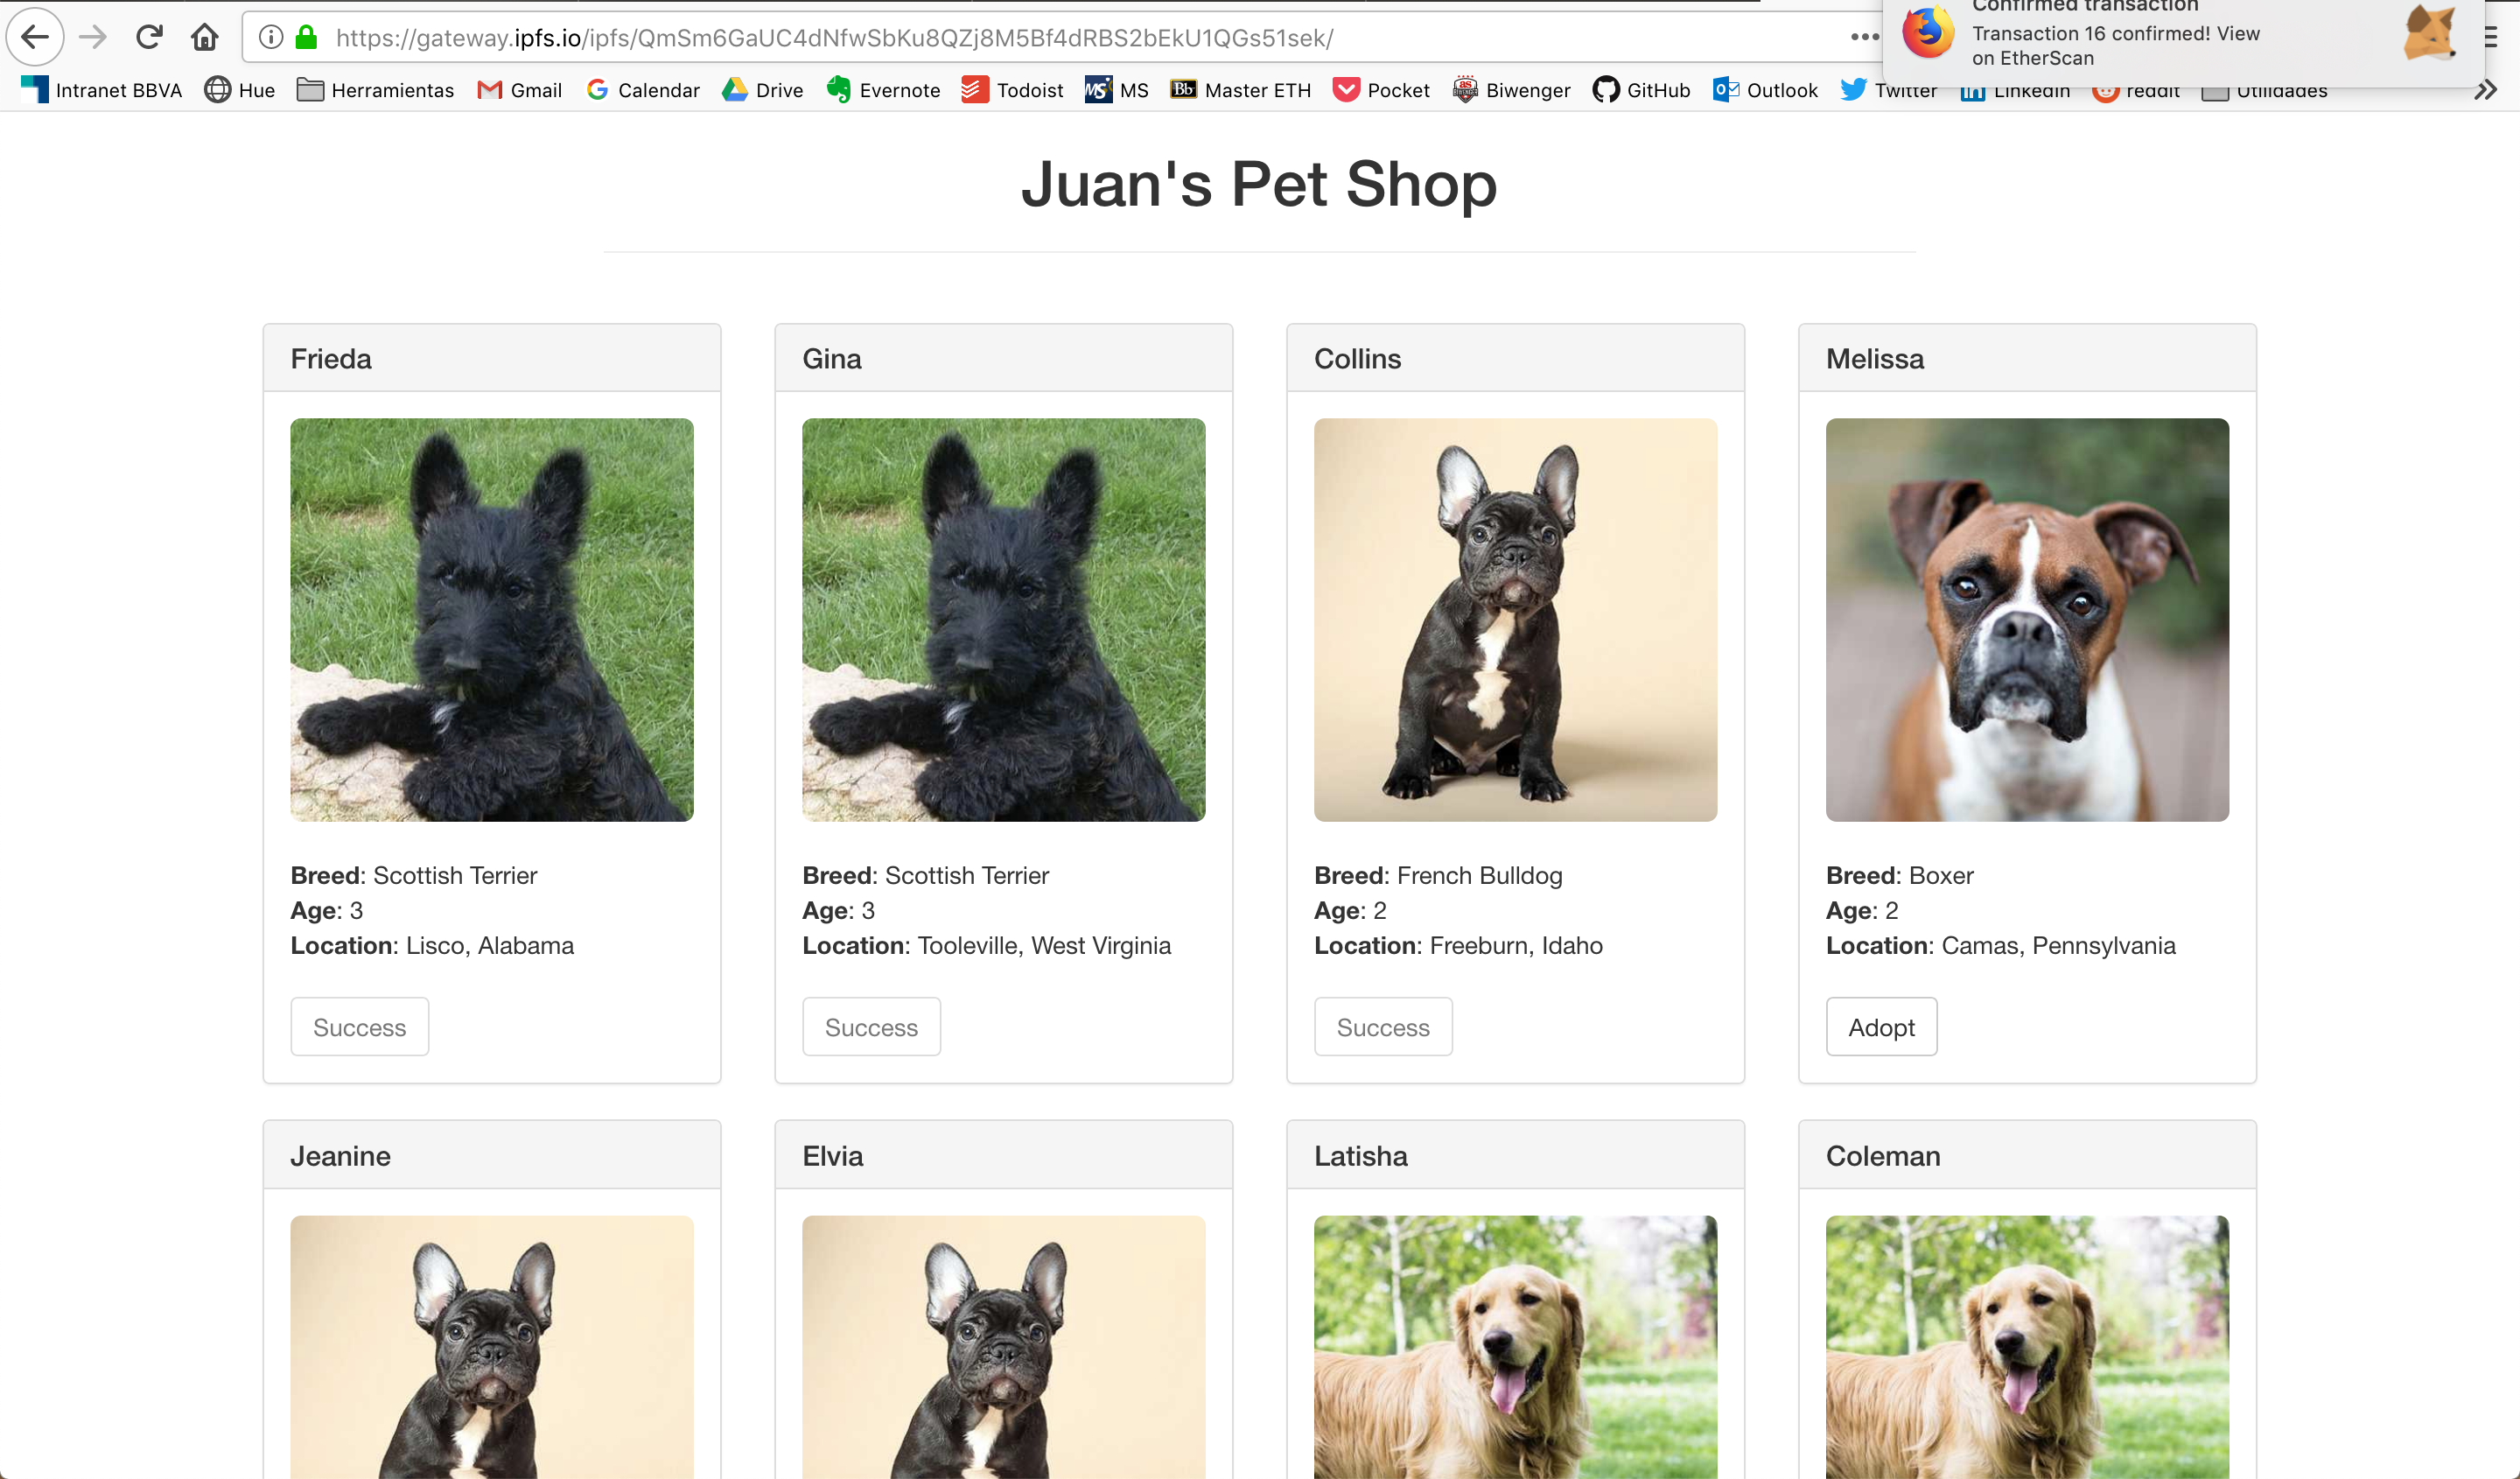 Confirmed transaction
https://gateway.ipfs.io/ipfs/QmSm6GaUC4dNfwSbKu8QZj8M5Bf4dRBS2bEkU1QGs51sek/
Transaction 16 confirmed! View
on EtherScan
Intranet BBVA Hue Herramientas Gmail Calendar Drive Evernote Todoist MS Master ETH Pocket Biwenger GitHub Outlook Twitter LinkedIn reddit Utilidades
Juan's Pet Shop
Frieda
Breed: Scottish Terrier
Age: 3
Location: Lisco, Alabama
Success
Gina
Breed: Scottish Terrier
Age: 3
Location: Tooleville, West Virginia
Success
Collins
Breed: French Bulldog
Age: 2
Location: Freeburn, Idaho
Success
Melissa
Breed: Boxer
Age: 2
Location: Camas, Pennsylvania
Adopt
Jeanine
Elvia
Latisha
Coleman